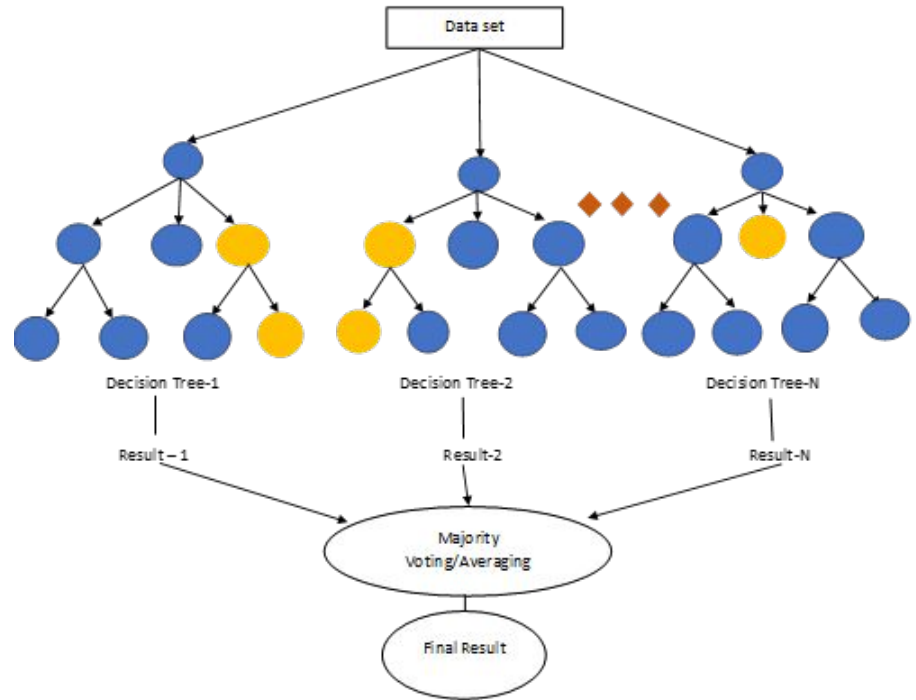 Data set
Decision Tree-1
Decision Tree-2
Decision Tree-N
Result – 1
Result-2
Result-N
Majority
Voting/Averaging
Final Result